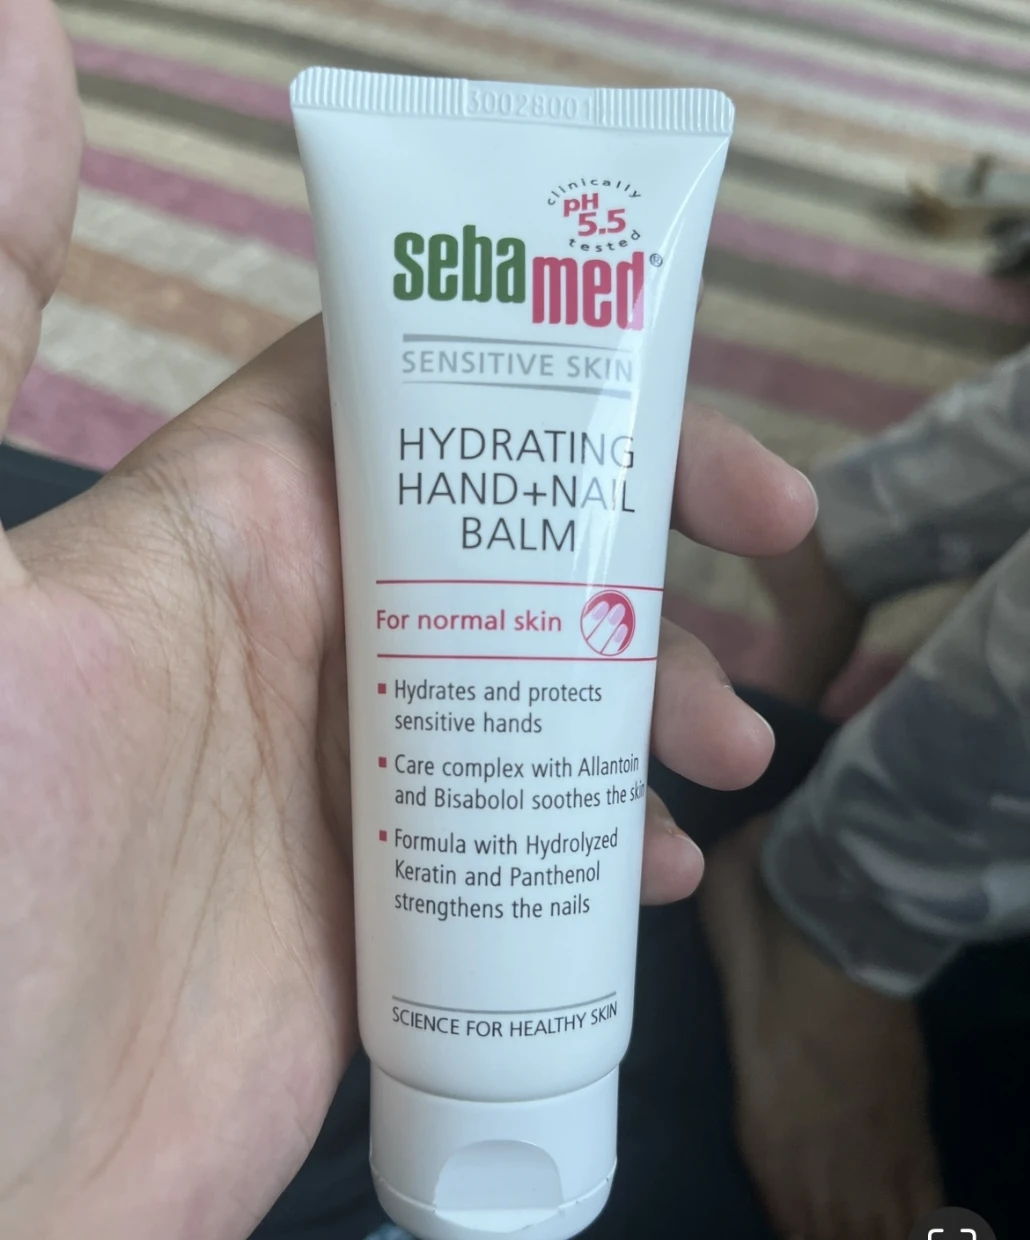 30028001
clinically
pH
5.5
tested
sebamed®
SENSITIVE SKIN
HYDRATING
HAND+NAIL
BALM
For normal skin
▪ Hydrates and protects
sensitive hands
▪ Care complex with Allantoin
and Bisabolol soothes the skin
▪ Formula with Hydrolyzed
Keratin and Panthenol
strengthens the nails
SCIENCE FOR HEALTHY SKIN